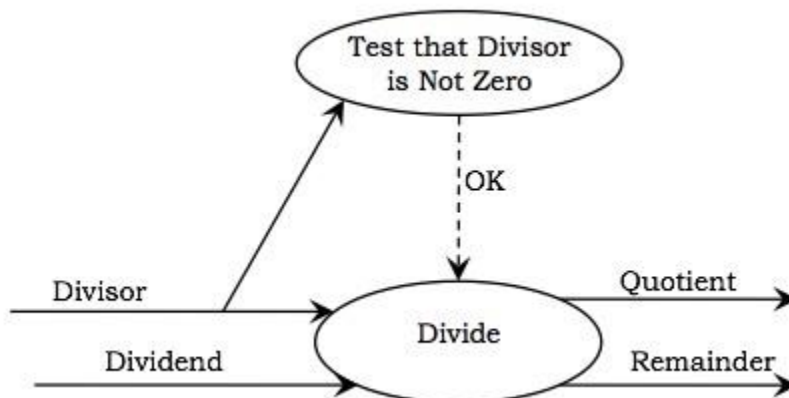 Test that Divisor
is Not Zero
OK
Divisor
Quotient
Divide
Dividend
Remainder